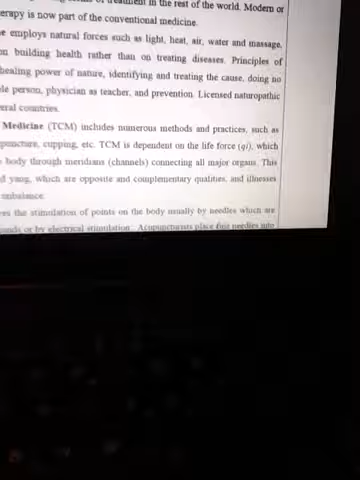 of treatment in the rest of the world. Modern or
erapy is now part of the conventional medicine.
e employs natural forces such as light, heat, air, water and massage,
on building health rather than on treating diseases. Principles of
healing power of nature, identifying and treating the cause, doing no
le person, physician as teacher, and prevention. Licensed naturopathic
eral countries.
Medicine (TCM) includes numerous methods and practices, such as
puncture, cupping, etc. TCM is dependent on the life force (qi), which
body through meridians (channels) connecting all major organs. This
d yang, which are opposite and complementary qualities, and illnesses
imbalance.
es the stimulation of points on the body usually by needles which are
ands or by electrical stimulation. Acupuncturists place fine needles into